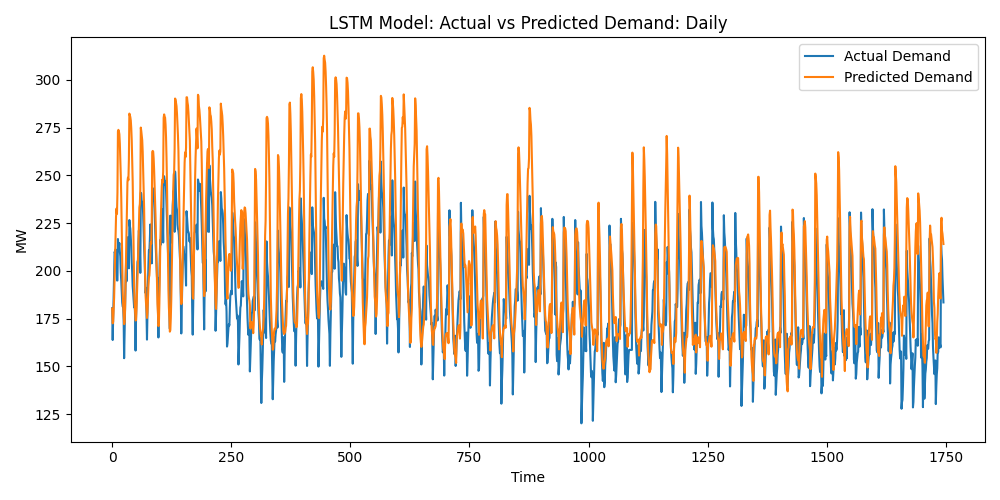 LSTM Model: Actual vs Predicted Demand: Daily
Actual Demand
Predicted Demand
MW
300
275
250
225
200
175
150
125
0 250 500 750 1000 1250 1500 1750
Time